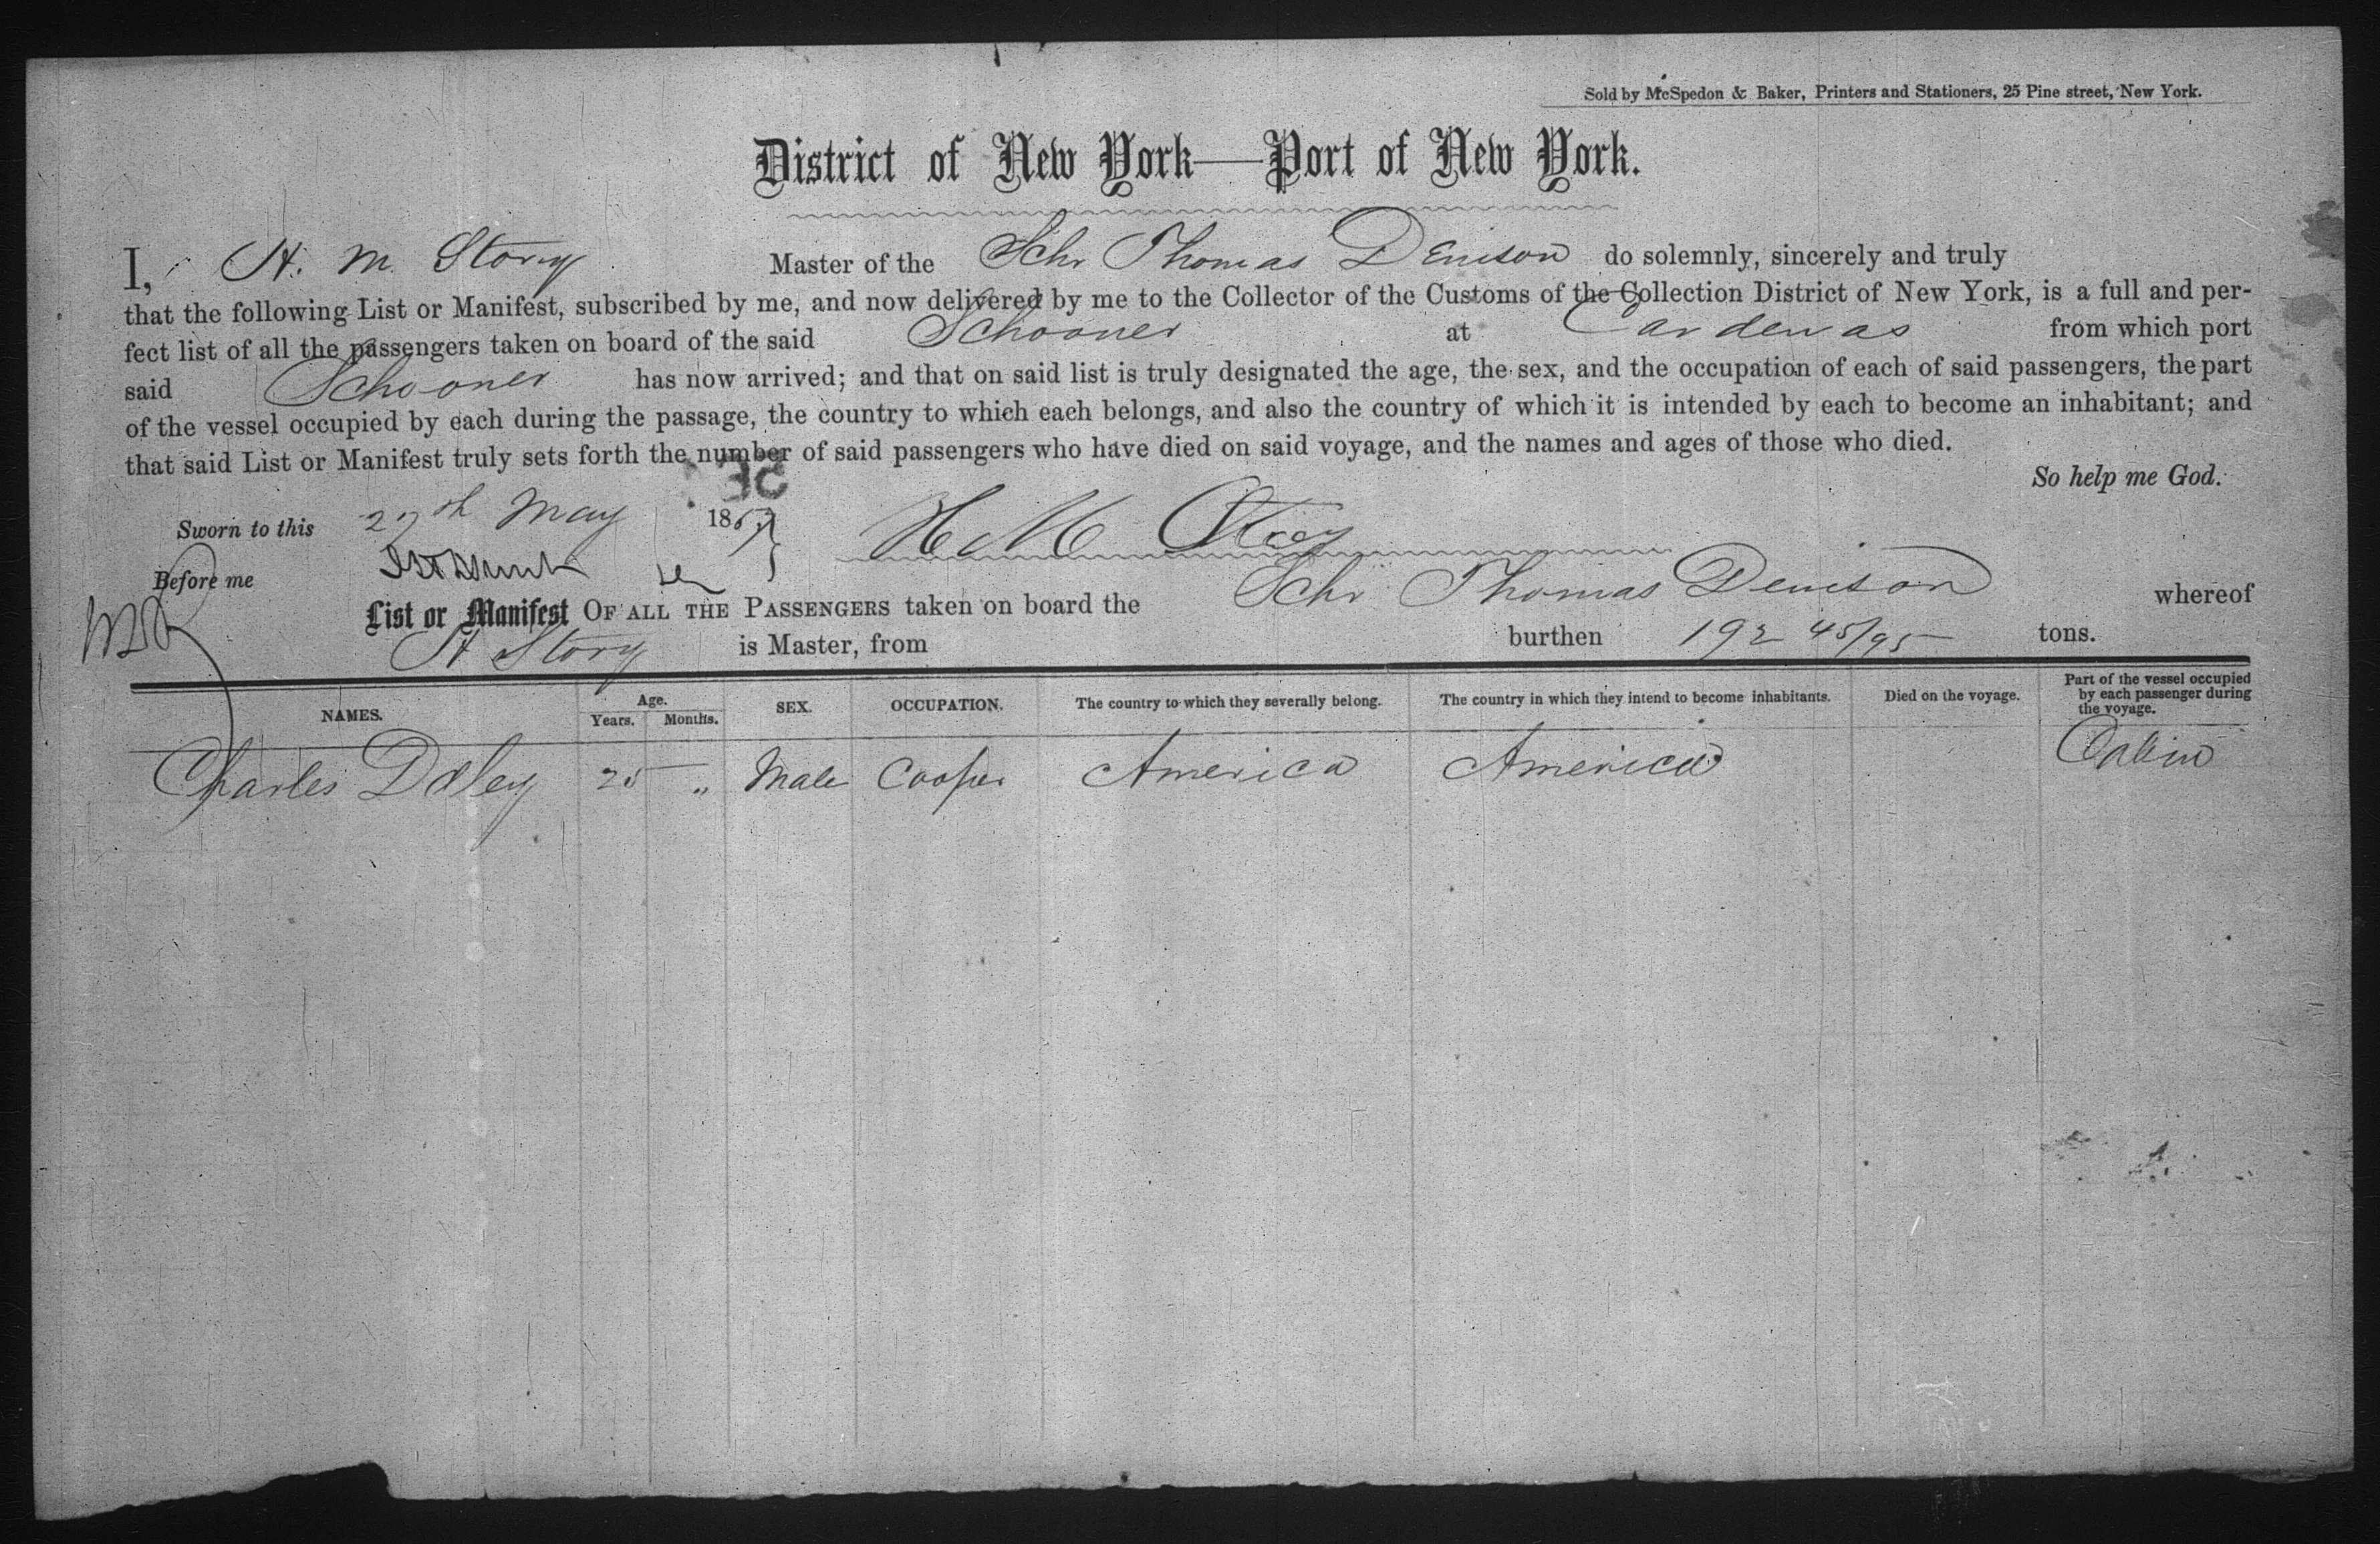 Sold by McSpedon & Baker, Printers and Stationers, 25 Pine street, New York.
District of New York—Port of New York.
I, H. M. Story Master of the Schr Thomas Denison do solemnly, sincerely and truly
that the following List or Manifest, subscribed by me, and now delivered by me to the Collector of the Customs of the Collection District of New York, is a full and per-
fect list of all the passengers taken on board of the said Schooner at Cardenas from which port
said Schooner has now arrived; and that on said list is truly designated the age, the sex, and the occupation of each of said passengers, the part
of the vessel occupied by each during the passage, the country to which each belongs, and also the country of which it is intended by each to become an inhabitant; and
that said List or Manifest truly sets forth the number of said passengers who have died on said voyage, and the names and ages of those who died.
So help me God.
Sworn to this 27th May 185 H M Story
Before me
List or Manifest OF ALL THE PASSENGERS taken on board the Schr Thomas Denison whereof
H Story is Master, from burthen 192 45/95 tons.
NAMES. Age. Years. Months. SEX. OCCUPATION. The country to which they severally belong. The country in which they intend to become inhabitants. Died on the voyage. Part of the vessel occupied by each passenger during the voyage.
Charles Daley 25 „ Male Cooper America America Cabin